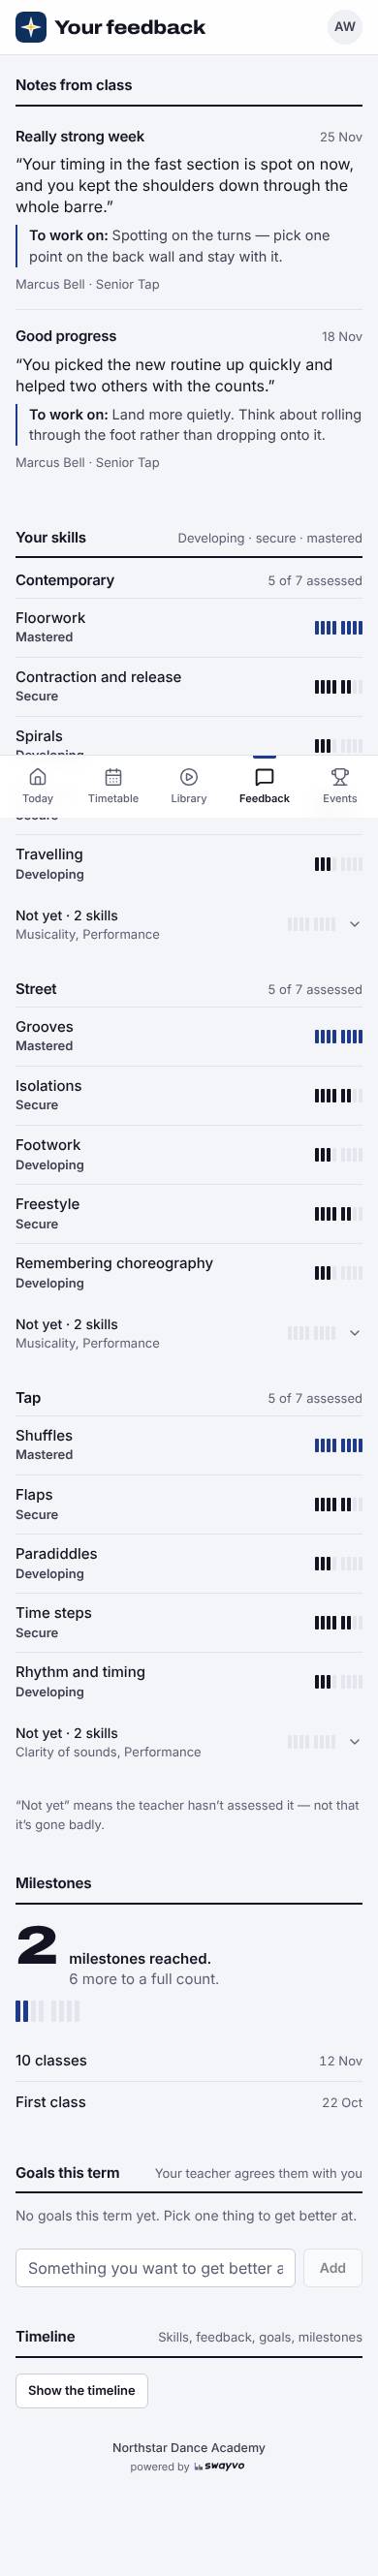 Your feedback
AW
Notes from class
Really strong week
25 Nov
“Your timing in the fast section is spot on now,
and you kept the shoulders down through the
whole barre.”
To work on: Spotting on the turns — pick one
point on the back wall and stay with it.
Marcus Bell · Senior Tap
Good progress
18 Nov
“You picked the new routine up quickly and
helped two others with the counts.”
To work on: Land more quietly. Think about rolling
through the foot rather than dropping onto it.
Marcus Bell · Senior Tap
Your skills
Developing · secure · mastered
Contemporary
5 of 7 assessed
Floorwork
Mastered
Contraction and release
Secure
Spirals
Developing
Today
Timetable
Library
Feedback
Events
Secure
Travelling
Developing
Not yet · 2 skills
Musicality, Performance
Street
5 of 7 assessed
Grooves
Mastered
Isolations
Secure
Footwork
Developing
Freestyle
Secure
Remembering choreography
Developing
Not yet · 2 skills
Musicality, Performance
Tap
5 of 7 assessed
Shuffles
Mastered
Flaps
Secure
Paradiddles
Developing
Time steps
Secure
Rhythm and timing
Developing
Not yet · 2 skills
Clarity of sounds, Performance
“Not yet” means the teacher hasn’t assessed it — not that
it’s gone badly.
Milestones
2 milestones reached.
6 more to a full count.
10 classes
12 Nov
First class
22 Oct
Goals this term
Your teacher agrees them with you
No goals this term yet. Pick one thing to get better at.
Something you want to get better a
Add
Timeline
Skills, feedback, goals, milestones
Show the timeline
Northstar Dance Academy
powered by swayvo